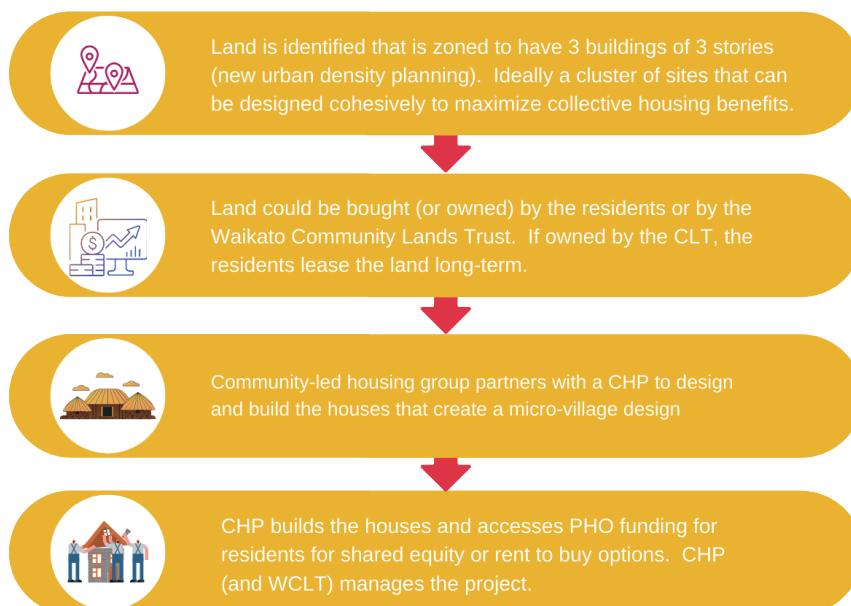 Land is identified that is zoned to have 3 buildings of 3 stories
(new urban density planning).  Ideally a cluster of sites that can
be designed cohesively to maximize collective housing benefits.
Land could be bought (or owned) by the residents or by the
Waikato Community Lands Trust.  If owned by the CLT, the
residents lease the land long-term.
Community-led housing group partners with a CHP to design
and build the houses that create a micro-village design
CHP builds the houses and accesses PHO funding for
residents for shared equity or rent to buy options.  CHP
(and WCLT) manages the project.